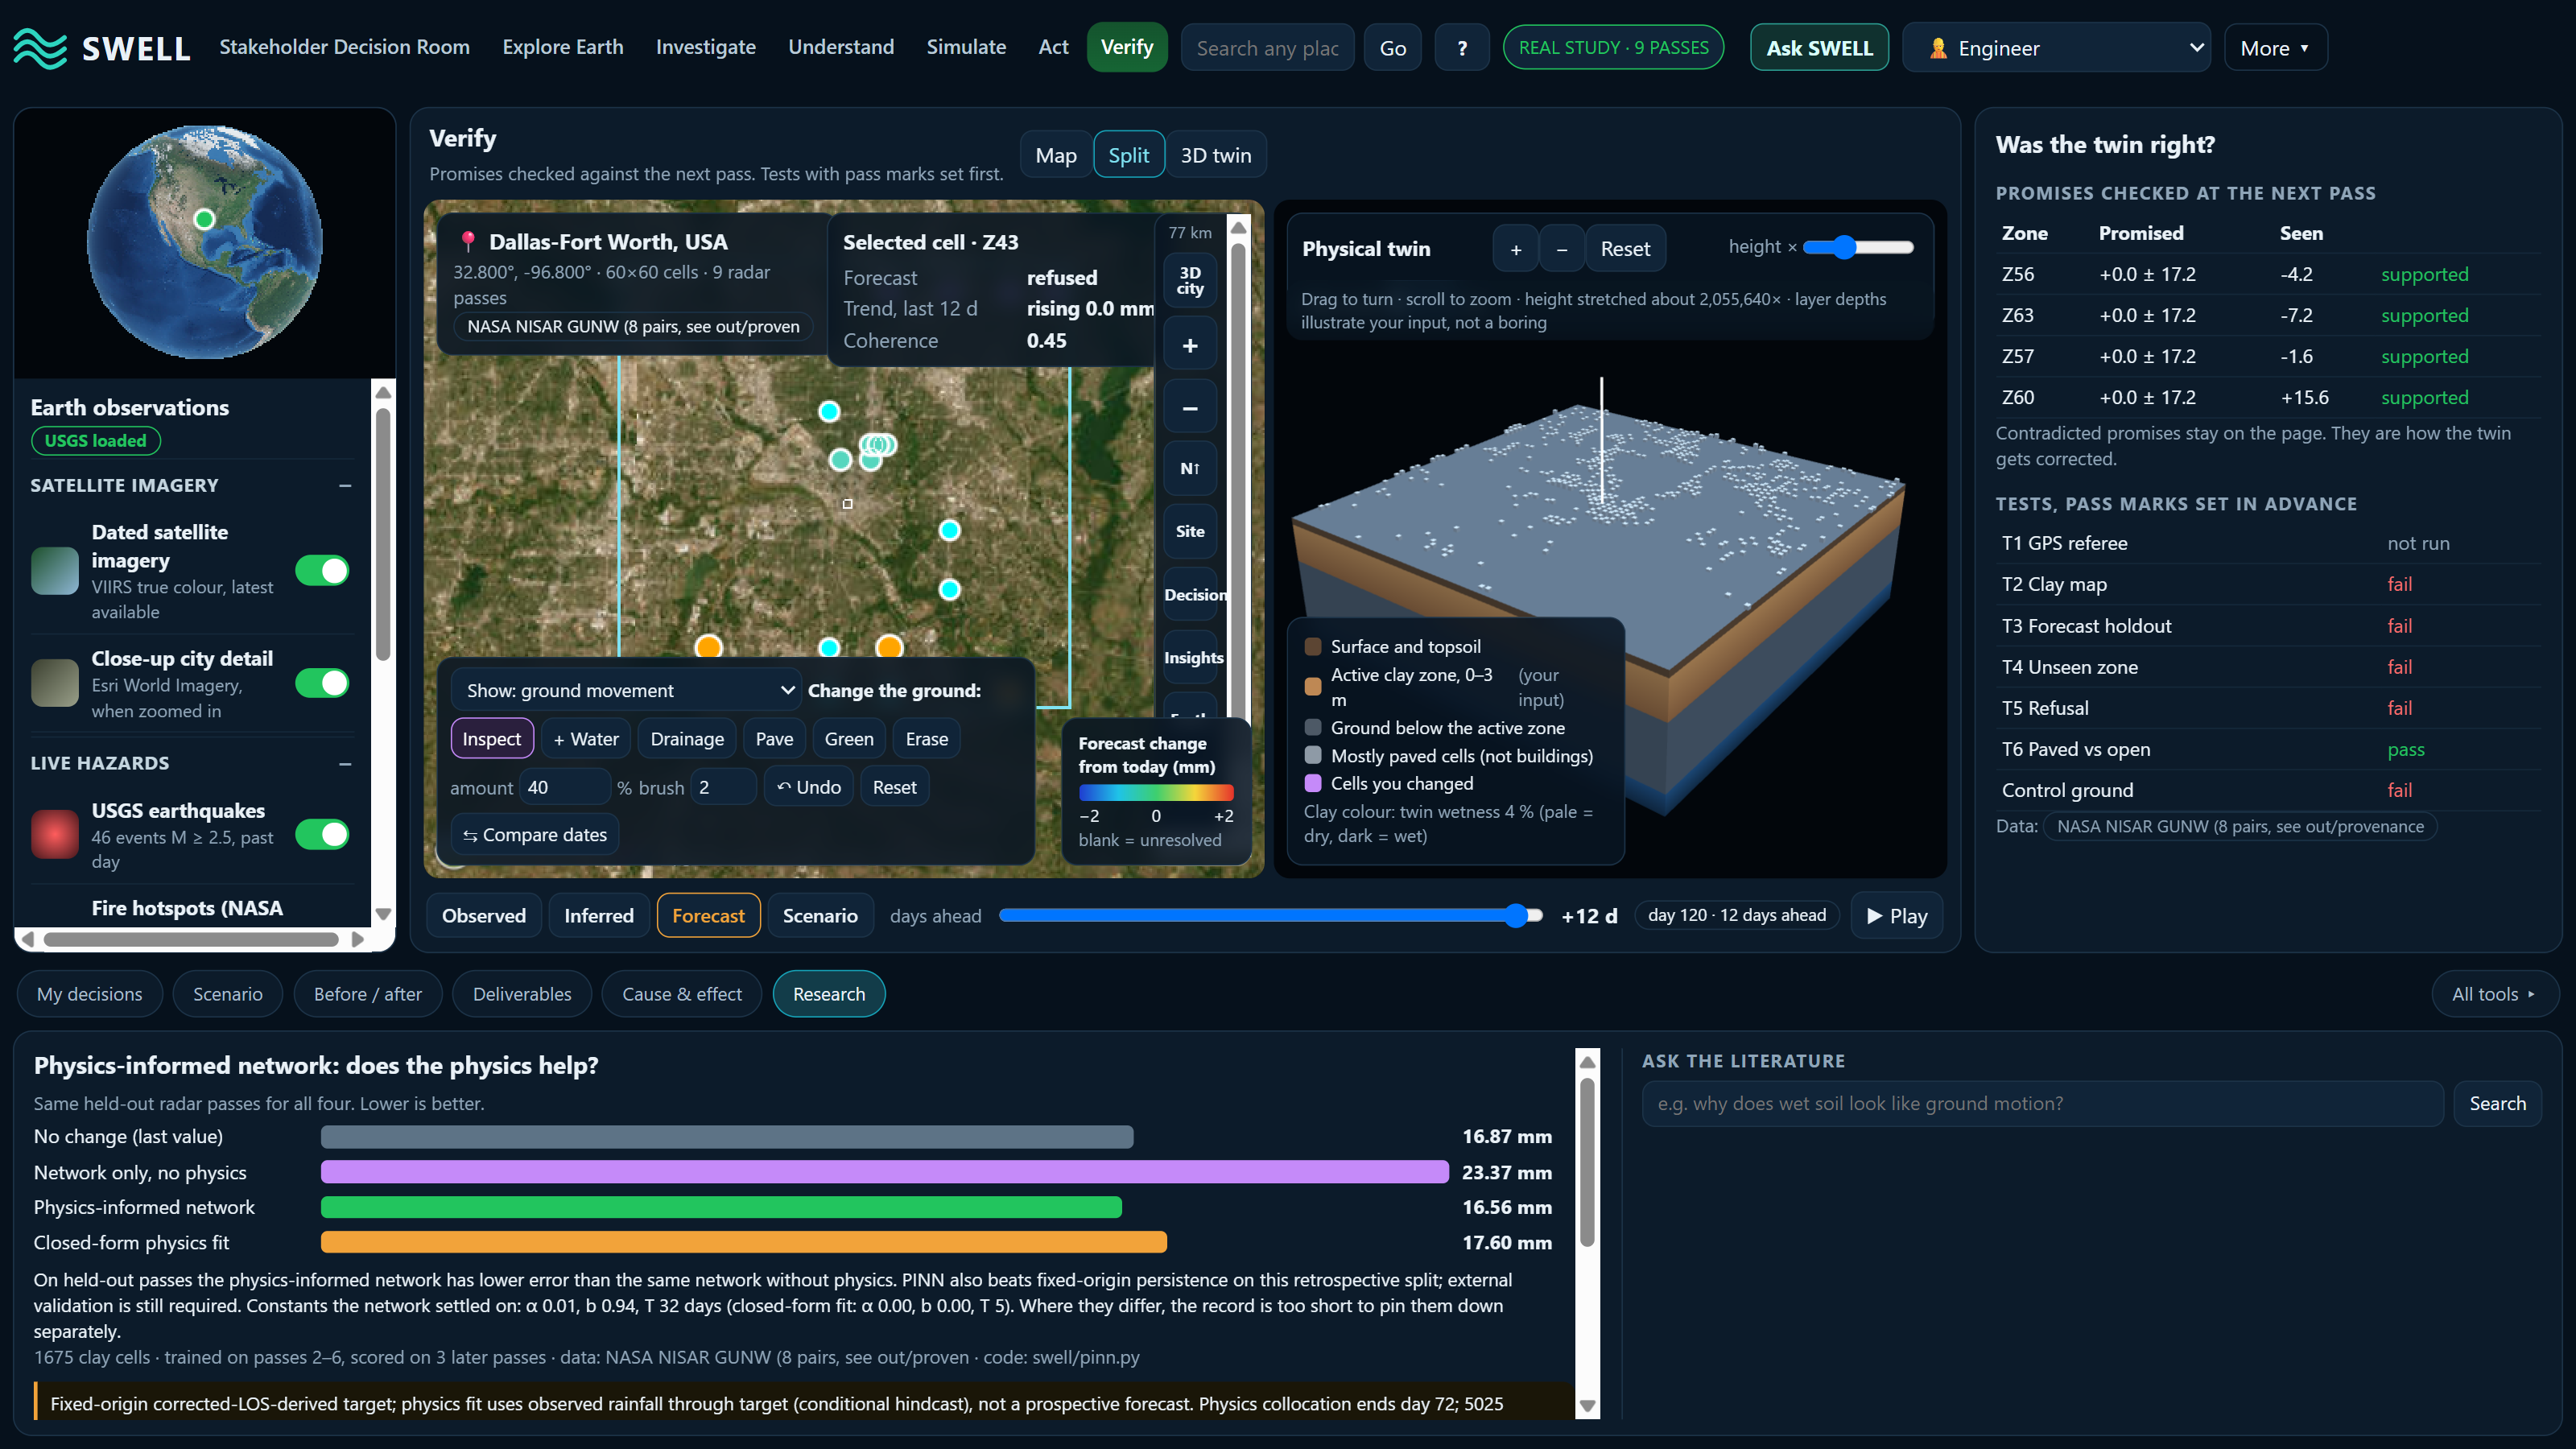 SWELL
Stakeholder Decision Room
Explore Earth
Investigate
Understand
Simulate
Act
Verify
Search any plac
Go
?
REAL STUDY · 9 PASSES
Ask SWELL
Engineer
More ▼
Earth observations
USGS loaded
SATELLITE IMAGERY –
Dated satellite
imagery
VIIRS true colour, latest
available
Close-up city detail
Esri World Imagery,
when zoomed in
LIVE HAZARDS –
USGS earthquakes
46 events M ≥ 2.5, past
day
Fire hotspots (NASA
Verify
Promises checked against the next pass. Tests with pass marks set first.
Map
Split
3D twin
Dallas-Fort Worth, USA
32.800°, -96.800° · 60×60 cells · 9 radar
passes
NASA NISAR GUNW (8 pairs, see out/proven
Selected cell · Z43
Forecast refused
Trend, last 12 d rising 0.0 mm
Coherence 0.45
77 km
3D
city
+
−
N↑
Site
Decision
Insights
Show: ground movement
Change the ground:
Inspect
+ Water
Drainage
Pave
Green
Erase
amount 40 % brush 2
↶ Undo
Reset
⇆ Compare dates
Forecast change
from today (mm)
−2 0 +2
blank = unresolved
Physical twin
+
−
Reset
height ×
Drag to turn · scroll to zoom · height stretched about 2,055,640× · layer depths
illustrate your input, not a boring
Surface and topsoil
Active clay zone, 0–3 (your
m input)
Ground below the active zone
Mostly paved cells (not buildings)
Cells you changed
Clay colour: twin wetness 4 % (pale =
dry, dark = wet)
Observed
Inferred
Forecast
Scenario
days ahead
+12 d
day 120 · 12 days ahead
▶ Play
Was the twin right?
PROMISES CHECKED AT THE NEXT PASS
Zone Promised Seen
Z56 +0.0 ± 17.2 -4.2 supported
Z63 +0.0 ± 17.2 -7.2 supported
Z57 +0.0 ± 17.2 -1.6 supported
Z60 +0.0 ± 17.2 +15.6 supported
Contradicted promises stay on the page. They are how the twin
gets corrected.
TESTS, PASS MARKS SET IN ADVANCE
T1 GPS referee not run
T2 Clay map fail
T3 Forecast holdout fail
T4 Unseen zone fail
T5 Refusal fail
T6 Paved vs open pass
Control ground fail
Data: NASA NISAR GUNW (8 pairs, see out/provenance
My decisions
Scenario
Before / after
Deliverables
Cause & effect
Research
All tools ▸
Physics-informed network: does the physics help?
Same held-out radar passes for all four. Lower is better.
No change (last value) 16.87 mm
Network only, no physics 23.37 mm
Physics-informed network 16.56 mm
Closed-form physics fit 17.60 mm
On held-out passes the physics-informed network has lower error than the same network without physics. PINN also beats fixed-origin persistence on this retrospective split; external
validation is still required. Constants the network settled on: α 0.01, b 0.94, T 32 days (closed-form fit: α 0.00, b 0.00, T 5). Where they differ, the record is too short to pin them down
separately.
1675 clay cells · trained on passes 2–6, scored on 3 later passes · data: NASA NISAR GUNW (8 pairs, see out/proven · code: swell/pinn.py
Fixed-origin corrected-LOS-derived target; physics fit uses observed rainfall through target (conditional hindcast), not a prospective forecast. Physics collocation ends day 72; 5025
ASK THE LITERATURE
e.g. why does wet soil look like ground motion?
Search